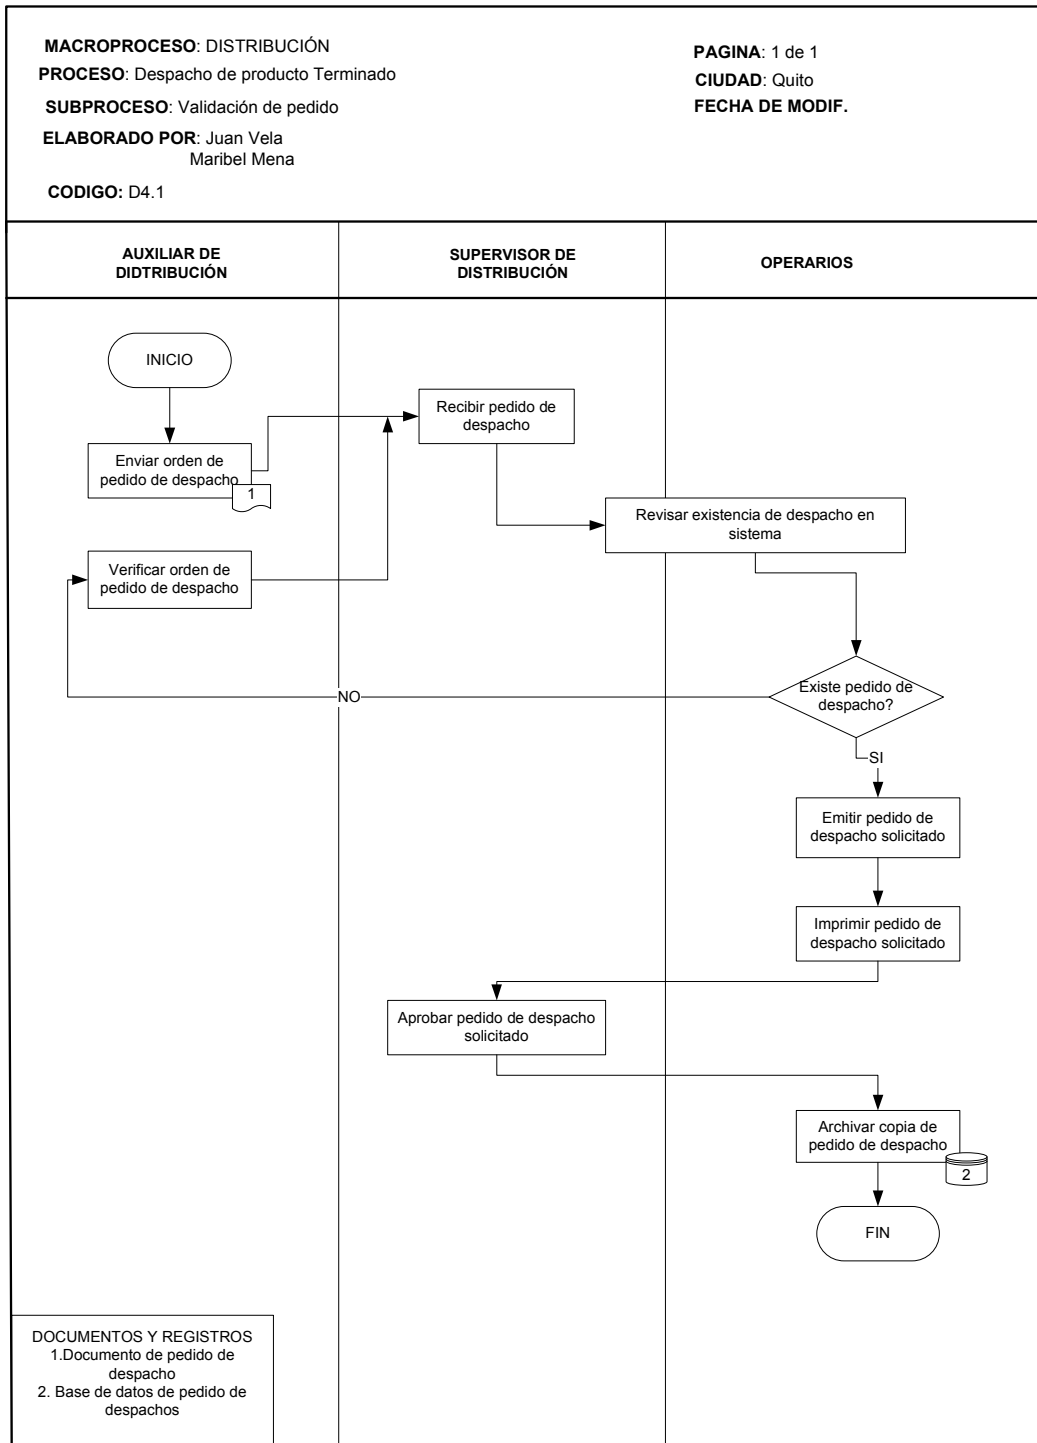 MACROPROCESO: DISTRIBUCIÓN
PROCESO: Despacho de producto Terminado
SUBPROCESO: Validación de pedido
ELABORADO POR: Juan Vela
Maribel Mena
CODIGO: D4.1
PAGINA: 1 de 1
CIUDAD: Quito
FECHA DE MODIF.
AUXILIAR DE
DIDTRIBUCIÓN
SUPERVISOR DE
DISTRIBUCIÓN
OPERARIOS
INICIO
Recibir pedido de
despacho
Enviar orden de
pedido de despacho
1
Revisar existencia de despacho en
sistema
Verificar orden de
pedido de despacho
Existe pedido de
despacho?
NO
SI
Emitir pedido de
despacho solicitado
Imprimir pedido de
despacho solicitado
Aprobar pedido de despacho
solicitado
Archivar copia de
pedido de despacho
2
FIN
DOCUMENTOS Y REGISTROS
1.Documento de pedido de
despacho
2. Base de datos de pedido de
despachos